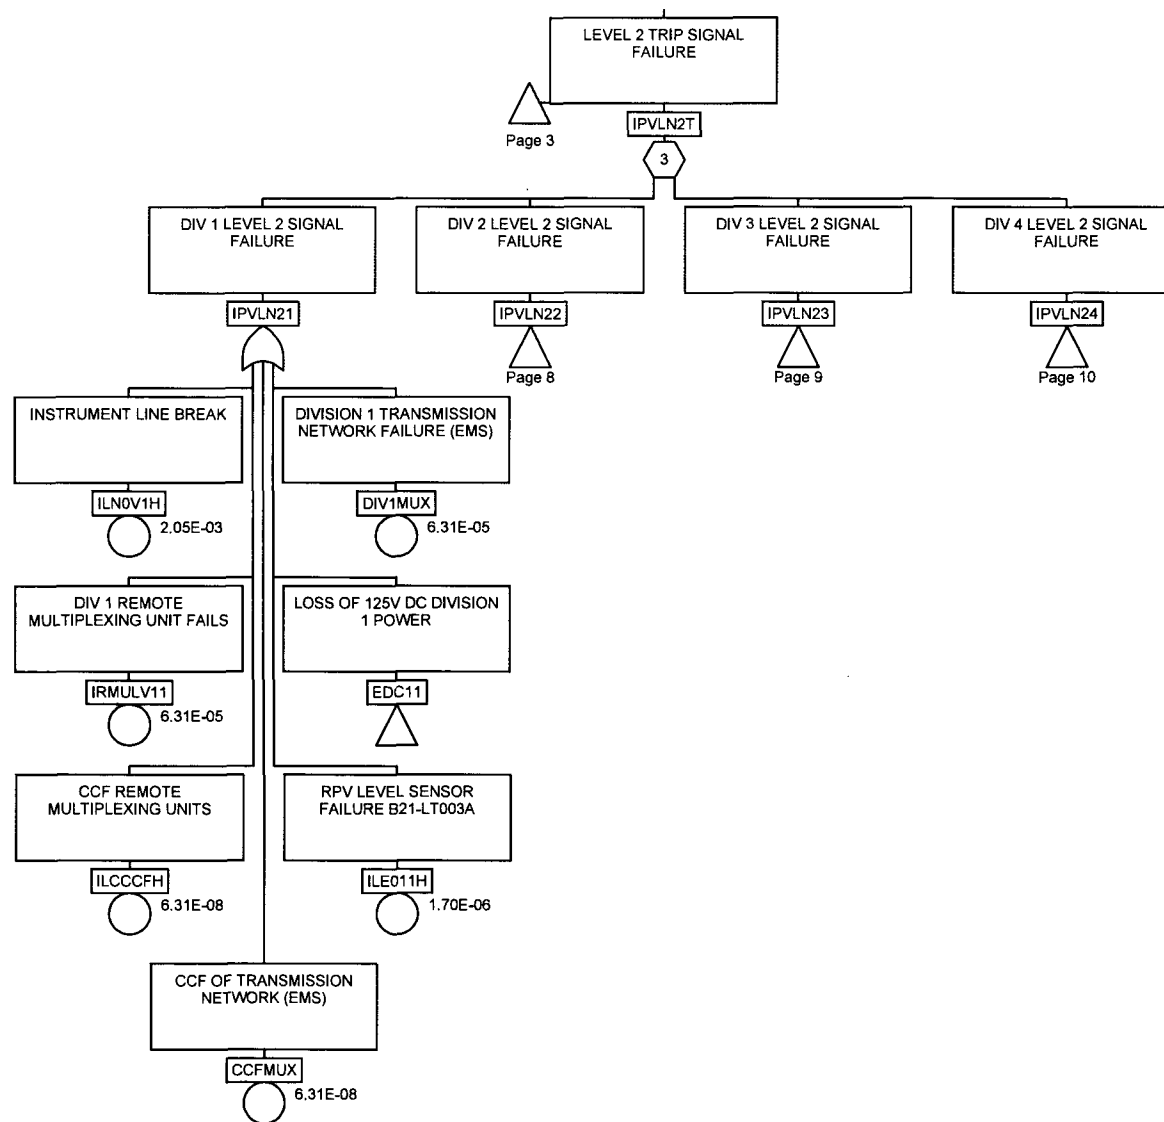 LEVEL 2 TRIP SIGNAL
FAILURE
Page 3
IPVLN2T
3
DIV 1 LEVEL 2 SIGNAL
FAILURE
IPVLN21
DIV 2 LEVEL 2 SIGNAL
FAILURE
IPVLN22
Page 8
DIV 3 LEVEL 2 SIGNAL
FAILURE
IPVLN23
Page 9
DIV 4 LEVEL 2 SIGNAL
FAILURE
IPVLN24
Page 10
INSTRUMENT LINE BREAK
ILN0V1H
2.05E-03
DIVISION 1 TRANSMISSION
NETWORK FAILURE (EMS)
DIV1MUX
6.31E-05
DIV 1 REMOTE
MULTIPLEXING UNIT FAILS
IRMULV11
6.31E-05
LOSS OF 125V DC DIVISION
1 POWER
EDC11
CCF REMOTE
MULTIPLEXING UNITS
ILCCCFH
6.31E-08
RPV LEVEL SENSOR
FAILURE B21-LT003A
ILE011H
1.70E-06
CCF OF TRANSMISSION
NETWORK (EMS)
CCFMUX
6.31E-08